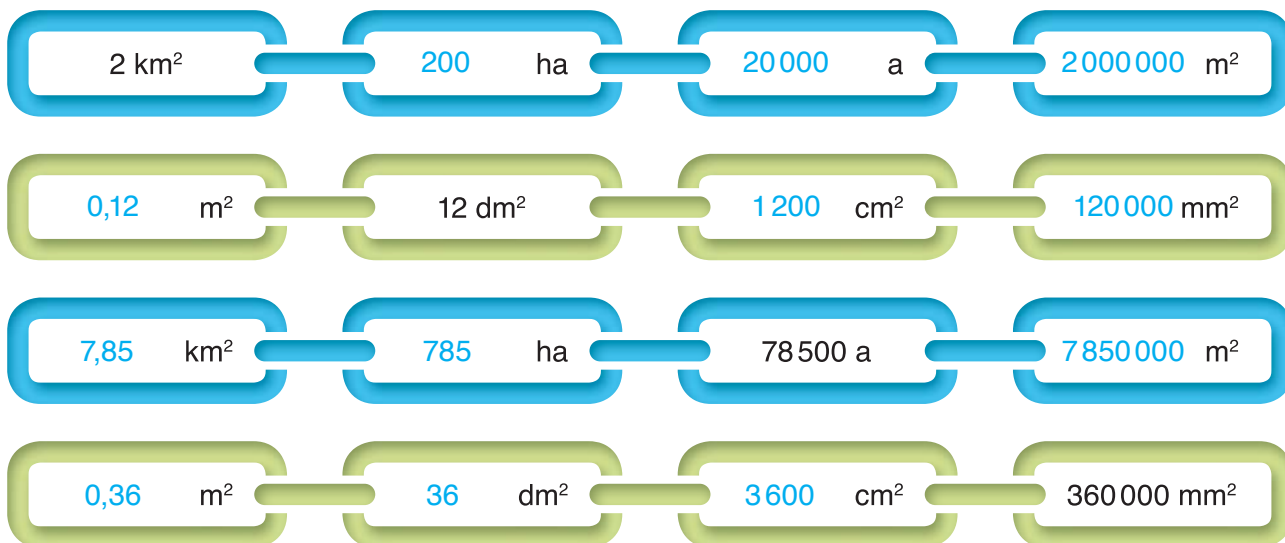 2 km² 200 ha 20 000 a 2 000 000 m²
0,12 m² 12 dm² 1 200 cm² 120 000 mm²
7,85 km² 785 ha 78 500 a 7 850 000 m²
0,36 m² 36 dm² 3 600 cm² 360 000 mm²